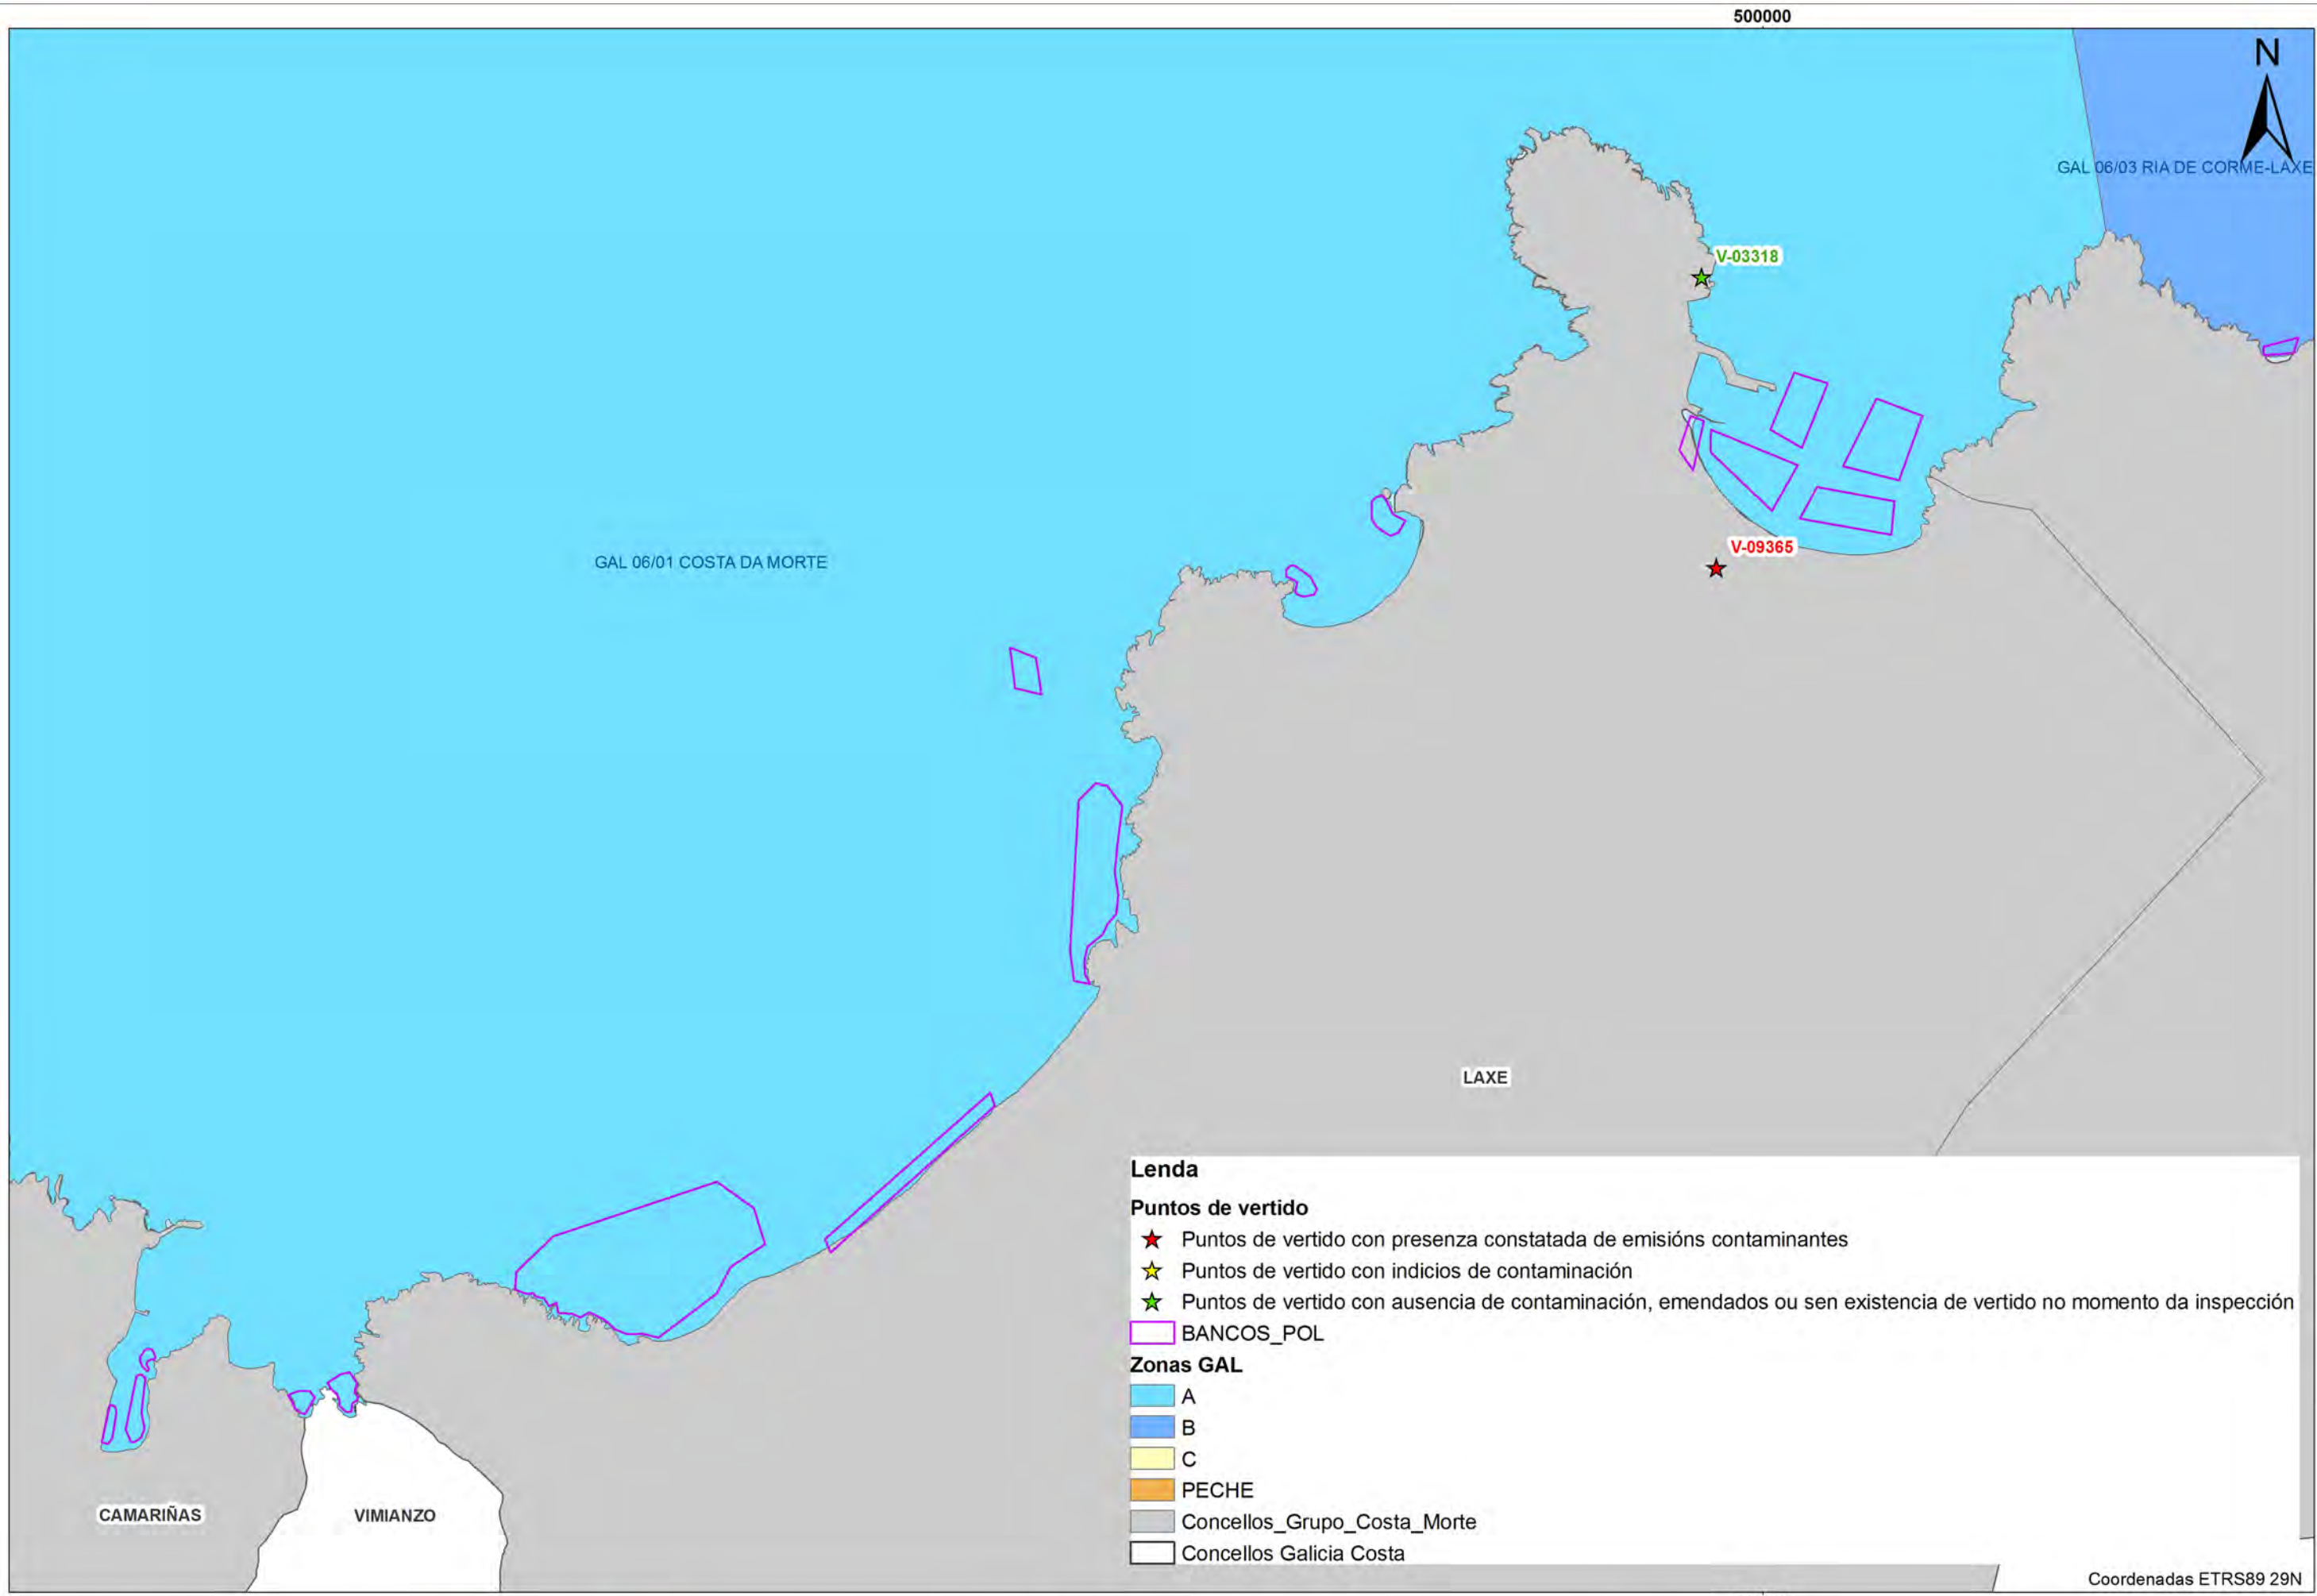 500000
N
GAL 06/03 RIA DE CORME-LAXE
V-03318
V-09365
GAL 06/01 COSTA DA MORTE
LAXE
Lenda
Puntos de vertido
Puntos de vertido con presenza constatada de emisións contaminantes
Puntos de vertido con indicios de contaminación
Puntos de vertido con ausencia de contaminación, emendados ou sen existencia de vertido no momento da inspección
BANCOS_POL
Zonas GAL
A
B
C
PECHE
Concellos_Grupo_Costa_Morte
Concellos Galicia Costa
CAMARIÑAS
VIMIANZO
Coordenadas ETRS89 29N